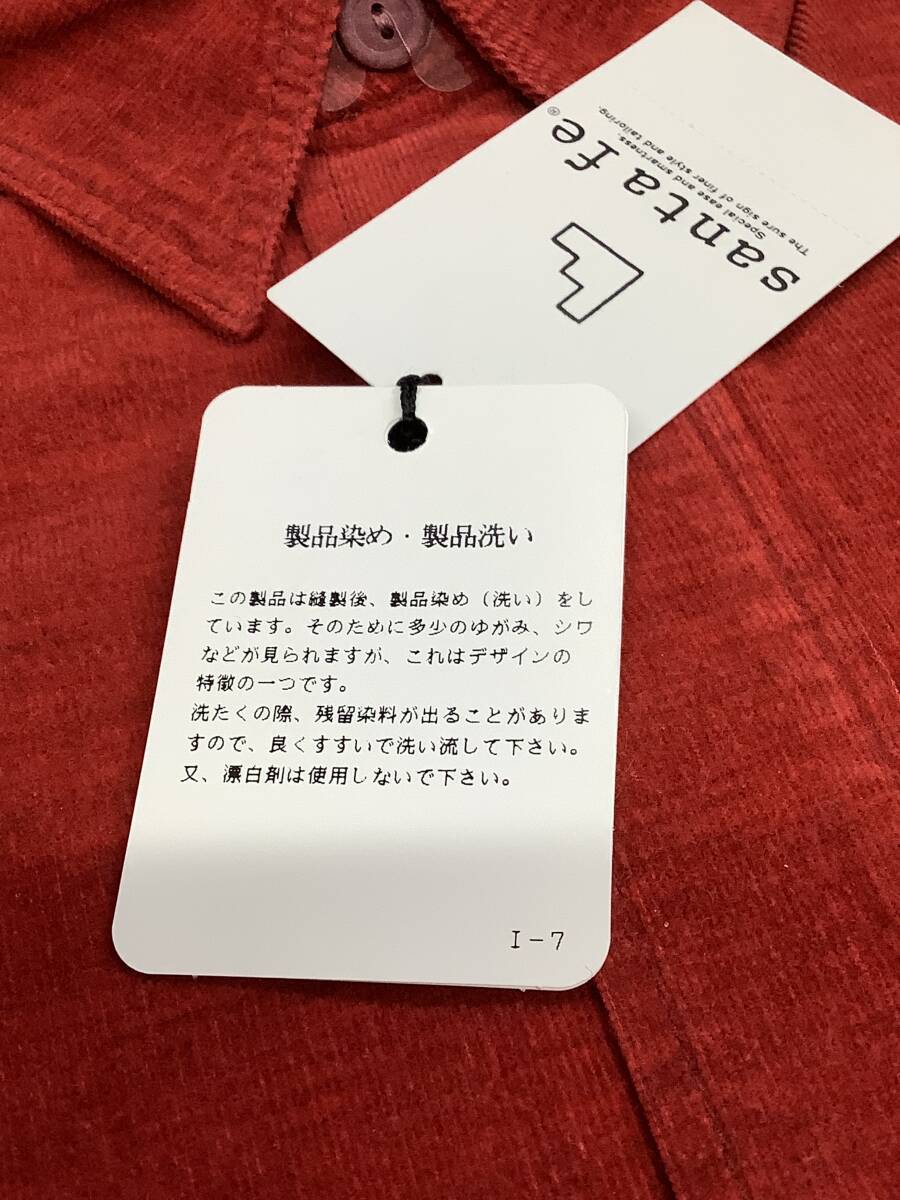 santafe®
Special ease and smartness.
The sure sign of finer style and tailoring.
製品染め・製品洗い
この製品は縫製後、製品染め（洗い）をし
ています。そのために多少のゆがみ、シワ
などが見られますが、これはデザインの
特徴の一つです。
洗たくの際、残留染料が出ることがありま
すので、良くすすいで洗い流して下さい。
又、漂白剤は使用しないで下さい。
I-7